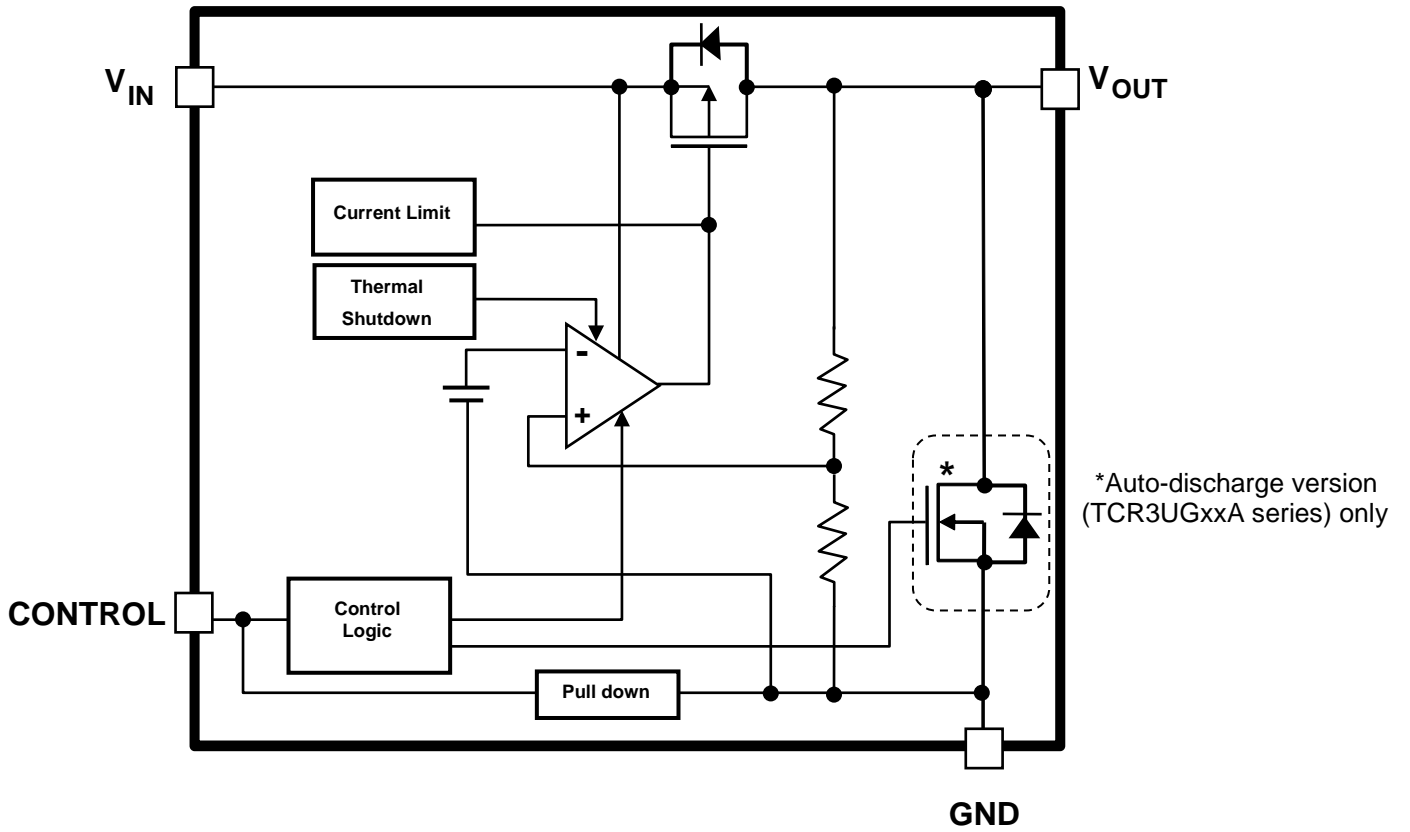 VIN
VOUT
Current Limit
Thermal
Shutdown
-
+
*
*Auto-discharge version
(TCR3UGxxA series) only
CONTROL
Control
Logic
Pull down
GND